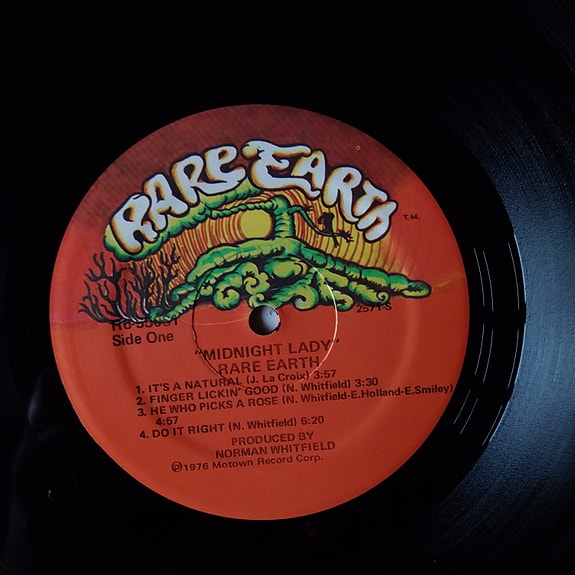 RARE EARTH
T.M.
2571-S
Side One
"MIDNIGHT LADY"
RARE EARTH
1. IT'S A NATURAL (J. La Croix) 3:57
2. FINGER LICKIN' GOOD (N. Whitfield) 3:30
3. HE WHO PICKS A ROSE (N. Whitfield-E.Holland-E.Smiley)
4:57
4. DO IT RIGHT (N. Whitfield) 6:20
PRODUCED BY
NORMAN WHITFIELD
℗1976 Motown Record Corp.